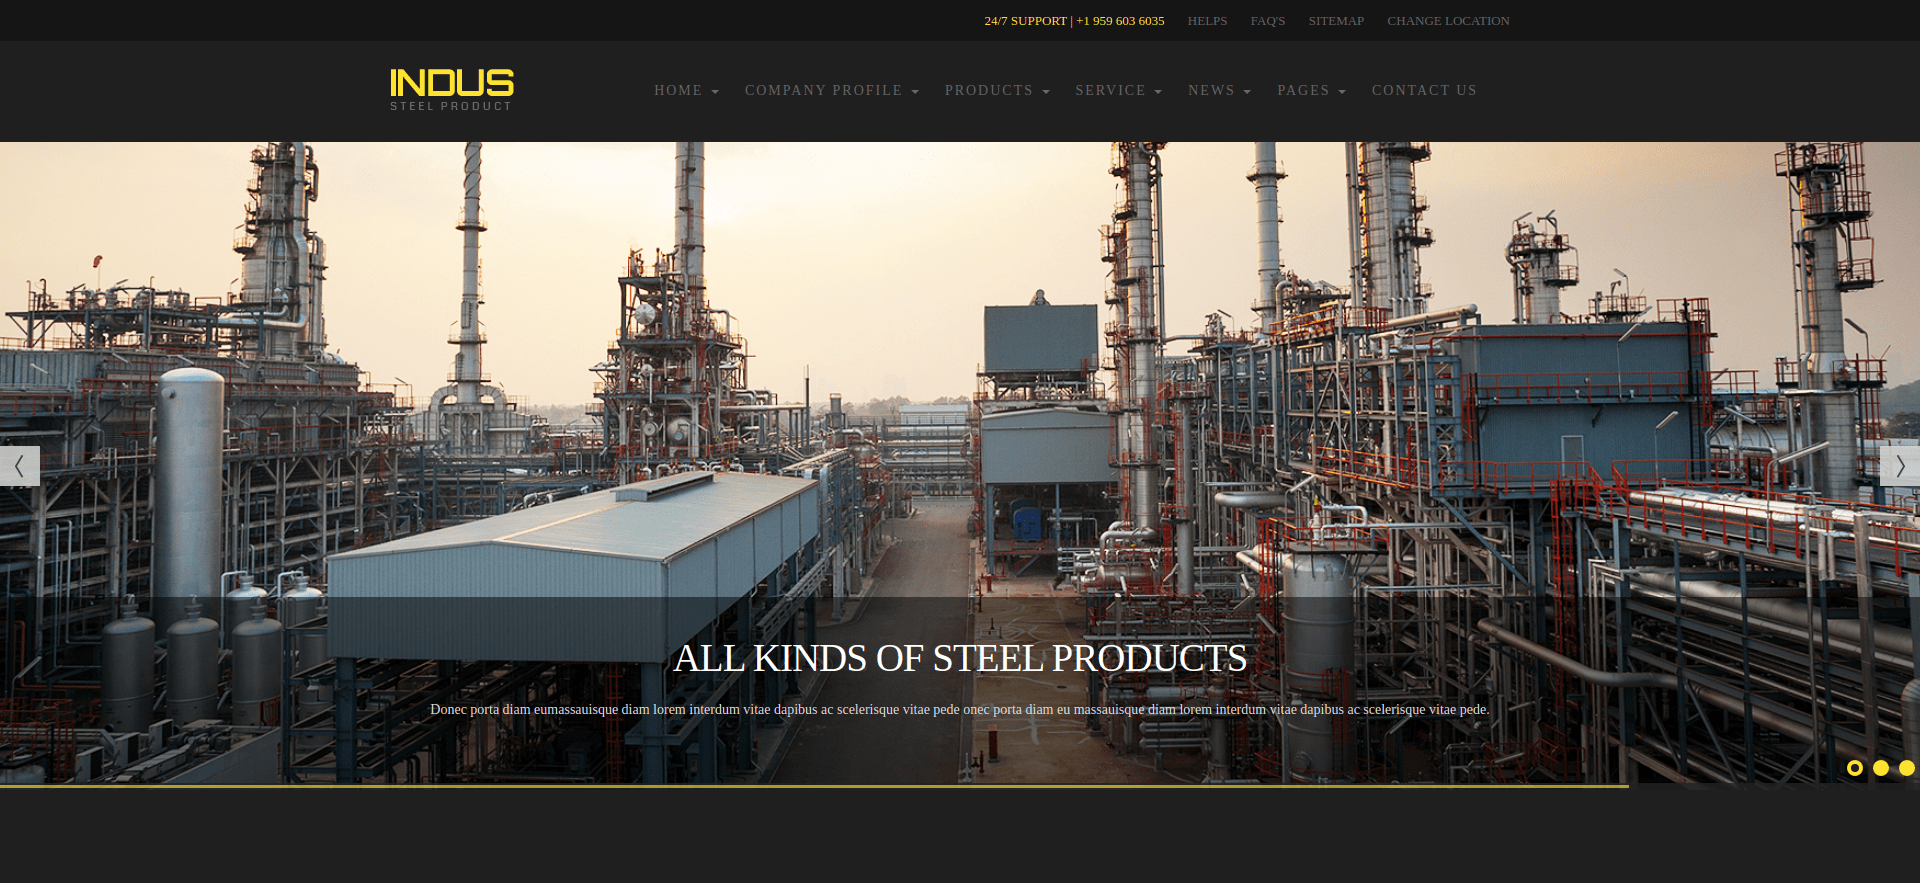 24/7 SUPPORT | +1 959 603 6035 HELPS FAQ'S SITEMAP CHANGE LOCATION
INDUS
STEEL PRODUCT
HOME COMPANY PROFILE PRODUCTS SERVICE NEWS PAGES CONTACT US
ALL KINDS OF STEEL PRODUCTS
Donec porta diam eumassauisque diam lorem interdum vitae dapibus ac scelerisque vitae pede onec porta diam eu massauisque diam lorem interdum vitae dapibus ac scelerisque vitae pede.